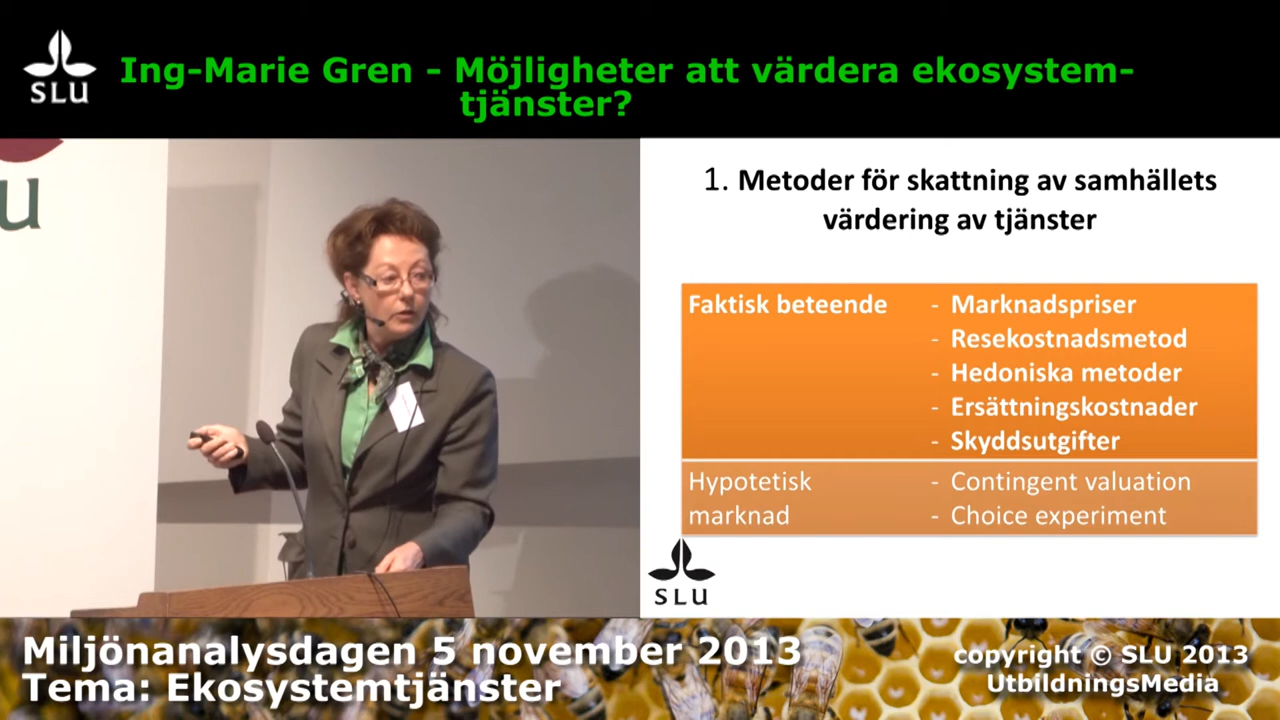 SLU
Ing-Marie Gren - Möjligheter att värdera ekosystem-
tjänster?
LU
1. Metoder för skattning av samhällets
värdering av tjänster
Faktisk beteende
- Marknadspriser
- Resekostnadsmetod
- Hedoniska metoder
- Ersättningskostnader
- Skyddsutgifter
Hypotetisk
marknad
- Contingent valuation
- Choice experiment
SLU
Miljönanalysdagen 5 november 2013
Tema: Ekosystemtjänster
copyright © SLU 2013
UtbildningsMedia